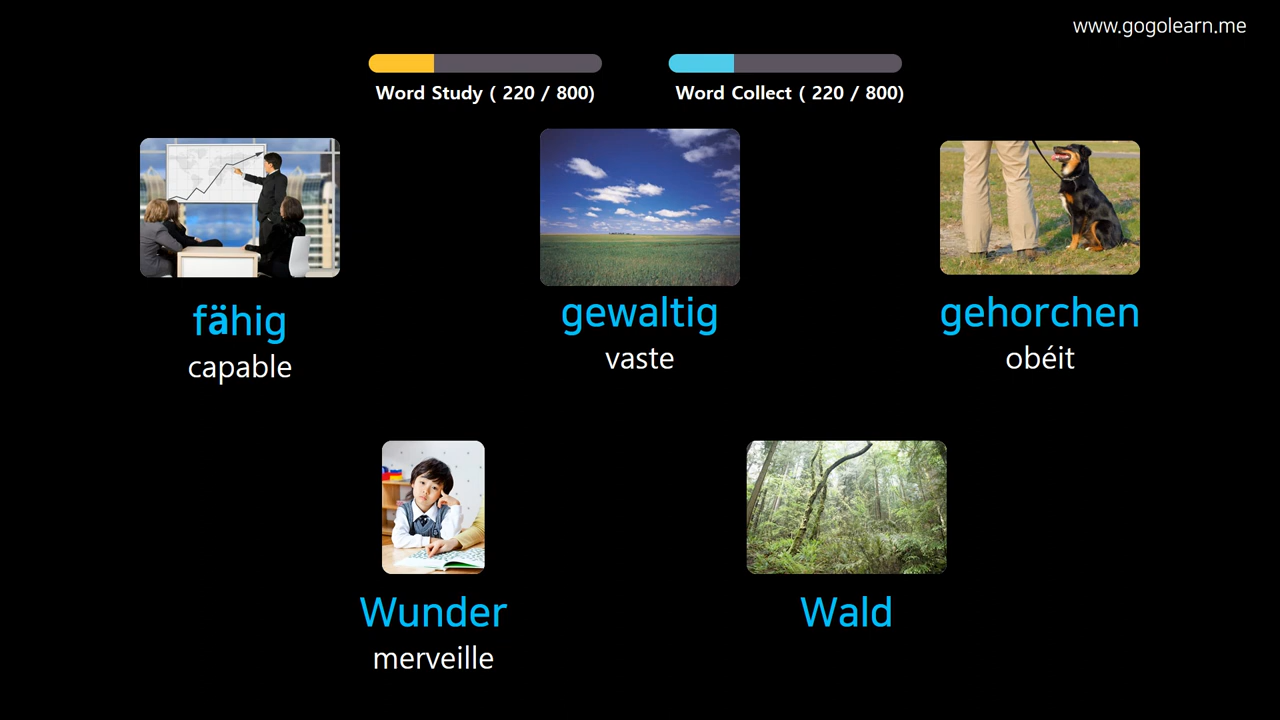 www.gogolearn.me
Word Study ( 220 / 800)
Word Collect ( 220 / 800)
fähig
capable
gewaltig
vaste
gehorchen
obéit
Wunder
merveille
Wald